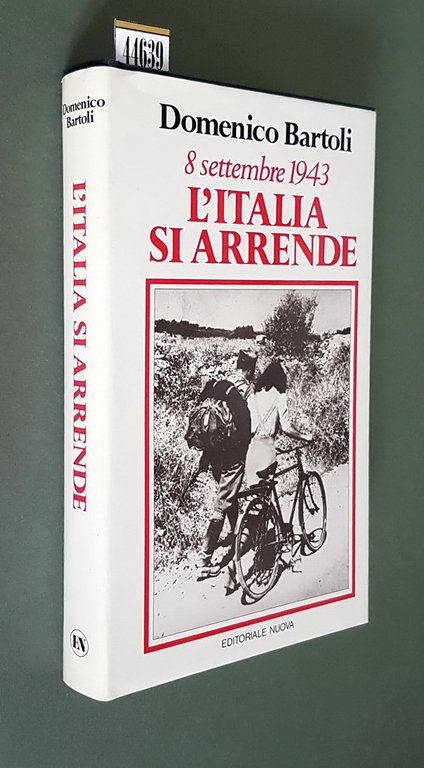 44639
Domenico
Bartoli
L'ITALIA SI ARRENDE
EN
Domenico Bartoli
8 settembre 1943
L'ITALIA
SI ARRENDE
EDITORIALE NUOVA